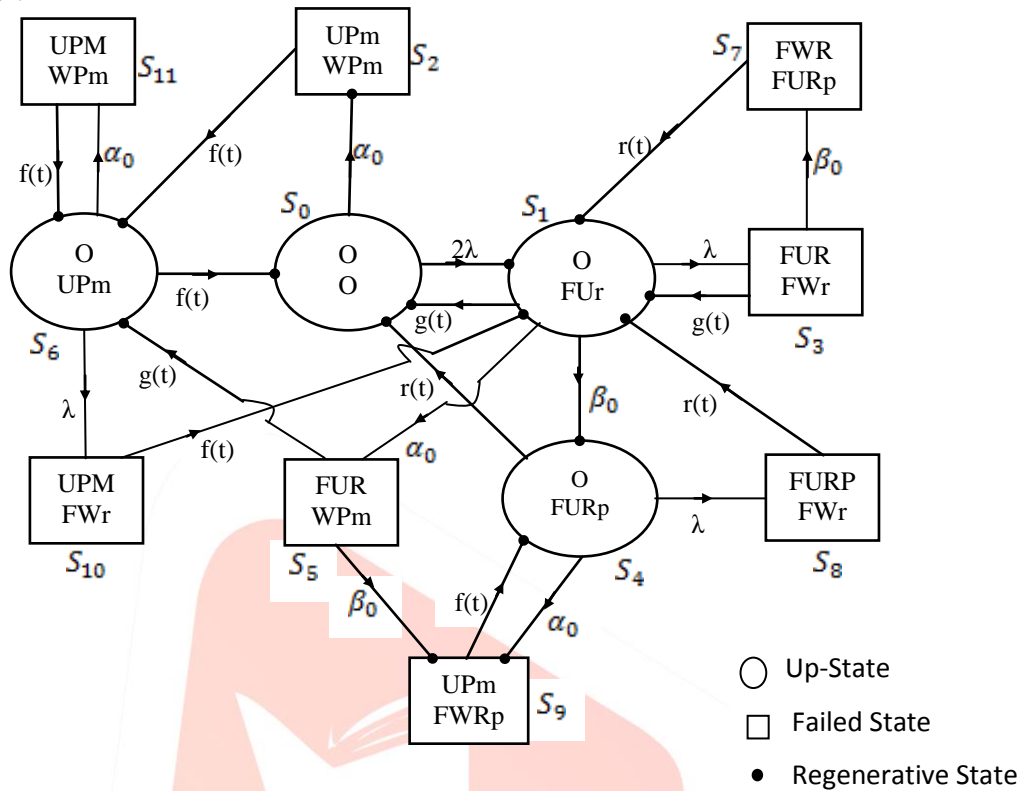 UPM
WPm
S₁₁
UPm
WPm
S₂
S₇
FWR
FURp
f(t)
α₀
f(t)
α₀
r(t)
β₀
S₀
S₁
O
UPm
S₆
f(t)
O
O
2λ
g(t)
O
FUr
λ
g(t)
FUR
FWr
S₃
λ
g(t)
r(t)
β₀
r(t)
f(t)
α₀
UPM
FWr
S₁₀
FUR
WPm
S₅
O
FURp
S₄
λ
FURP
FWr
S₈
β₀
f(t)
α₀
UPm
FWRp
S₉
Up-State
Failed State
Regenerative State